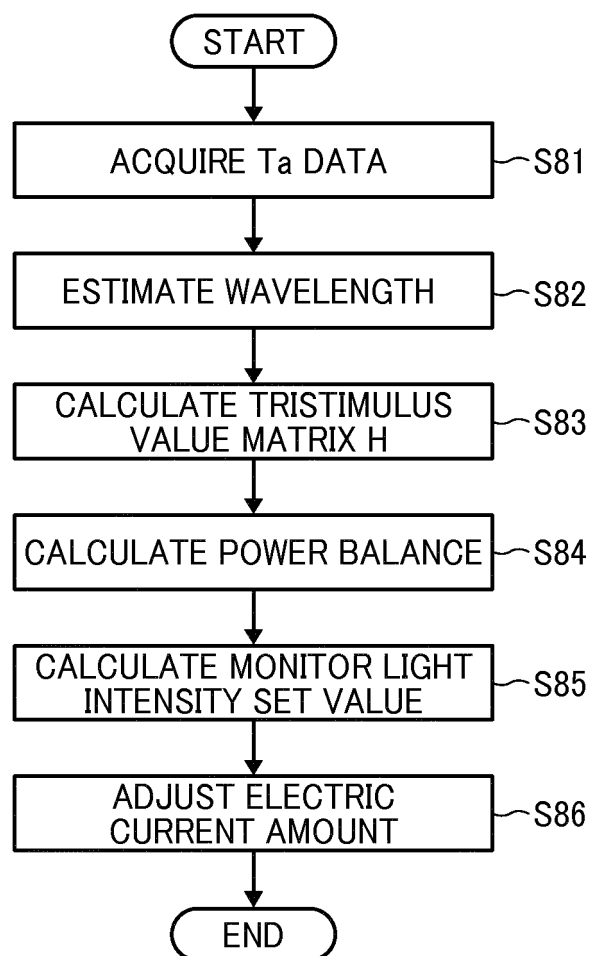 START
ACQUIRE Ta DATA
S81
ESTIMATE WAVELENGTH
S82
CALCULATE TRISTIMULUS
VALUE MATRIX H
S83
CALCULATE POWER BALANCE
S84
CALCULATE MONITOR LIGHT
INTENSITY SET VALUE
S85
ADJUST ELECTRIC
CURRENT AMOUNT
S86
END